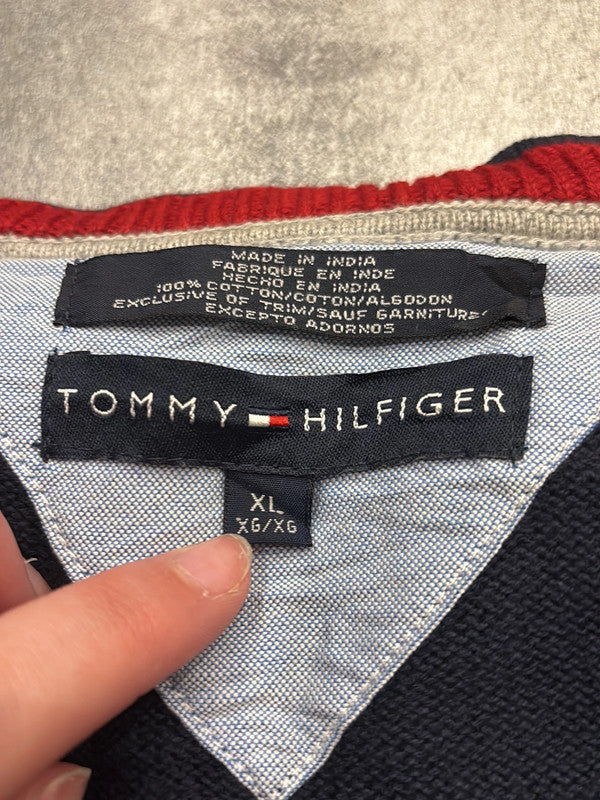 MADE IN INDIA
FABRIQUE EN INDE
HECHO EN INDIA
100% COTTON/COTON/ALGODON
EXCLUSIVE OF TRIM/SAUF GARNITURES
EXCEPTO ADORNOS
TOMMY HILFIGER
XL
XG/XG